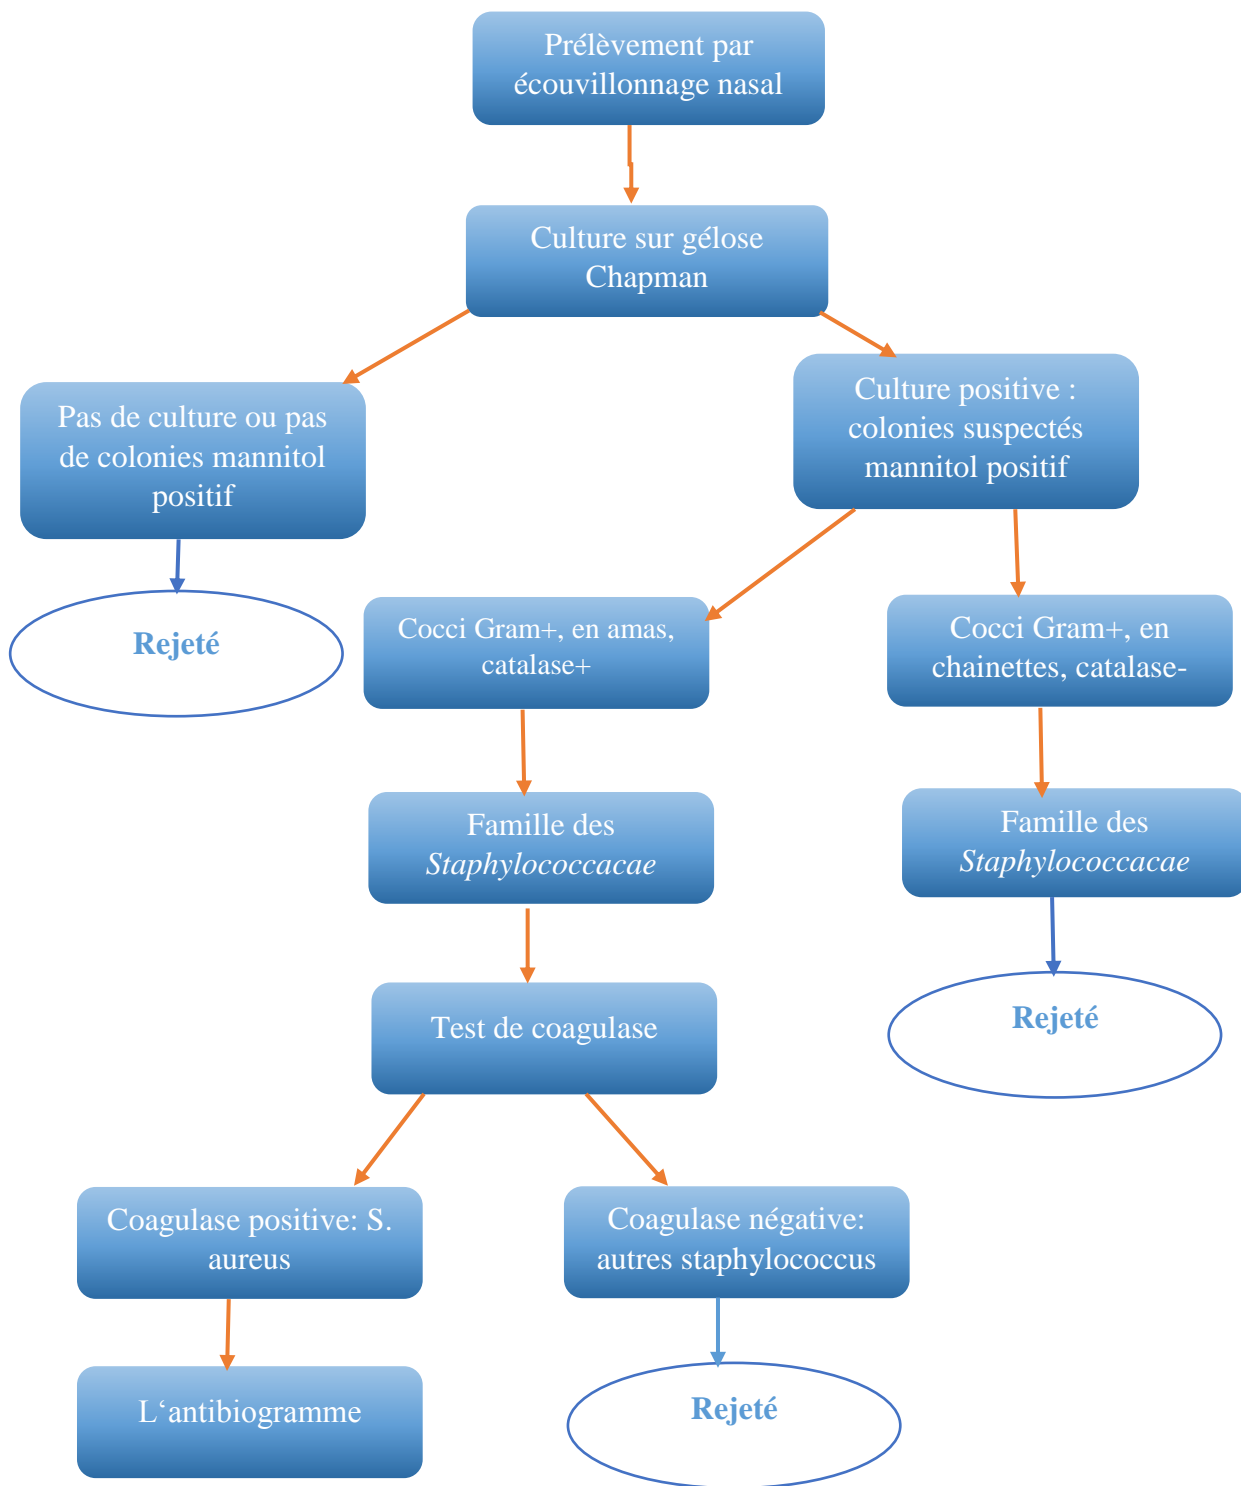 Prélèvement par
écouvillonnage nasal
Culture sur gélose
Chapman
Pas de culture ou pas
de colonies mannitol
positif
Culture positive :
colonies suspectés
mannitol positif
Rejeté
Cocci Gram+, en amas,
catalase+
Cocci Gram+, en
chainettes, catalase-
Famille des
Staphylococcacae
Famille des
Staphylococcacae
Test de coagulase
Rejeté
Coagulase positive: S.
aureus
Coagulase négative:
autres staphylococcus
L‘antibiogramme
Rejeté